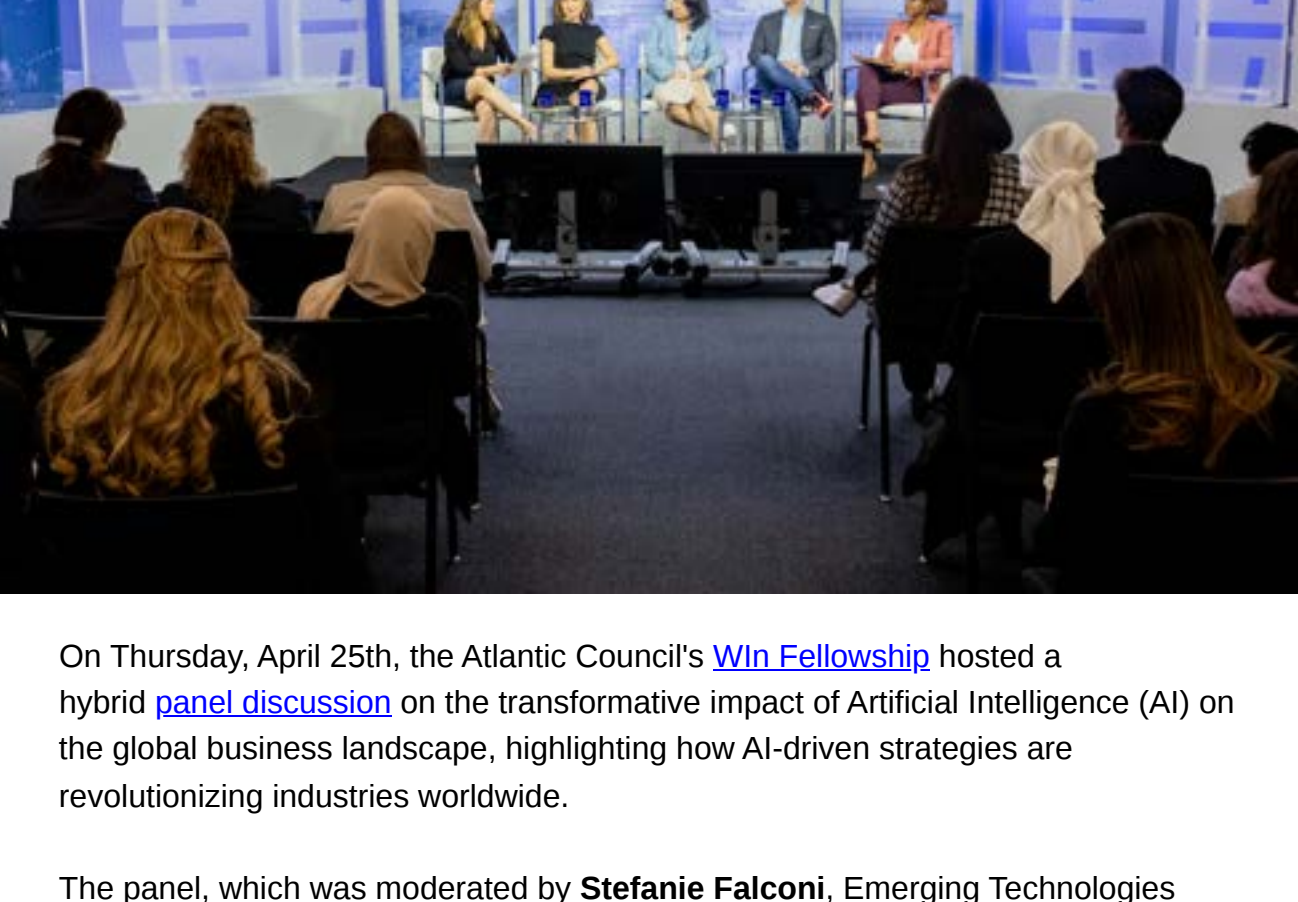 On Thursday, April 25th, the Atlantic Council's WIn Fellowship hosted a
hybrid panel discussion on the transformative impact of Artificial Intelligence (AI) on
the global business landscape, highlighting how AI-driven strategies are
revolutionizing industries worldwide.
The panel, which was moderated by Stefanie Falconi, Emerging Technologies